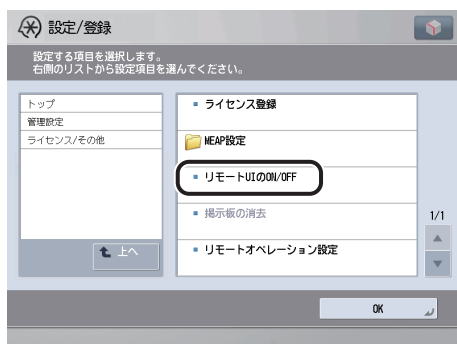 設定/登録
設定する項目を選択します。
右側のリストから設定項目を選んでください。
トップ
管理設定
ライセンス/その他
上へ
ライセンス登録
MEAP設定
リモートUIのON/OFF
掲示板の消去
リモートオペレーション設定
1/1
OK